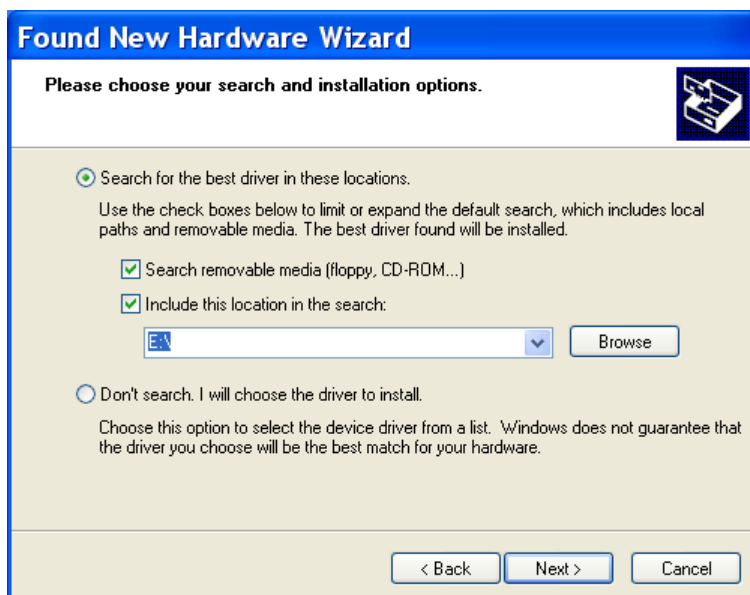 Found New Hardware Wizard
Please choose your search and installation options.
Search for the best driver in these locations.
Use the check boxes below to limit or expand the default search, which includes local
paths and removable media. The best driver found will be installed.
Search removable media (floppy, CD-ROM...)
Include this location in the search:
E:\
Browse
Don't search. I will choose the driver to install.
Choose this option to select the device driver from a list. Windows does not guarantee that
the driver you choose will be the best match for your hardware.
< Back
Next >
Cancel